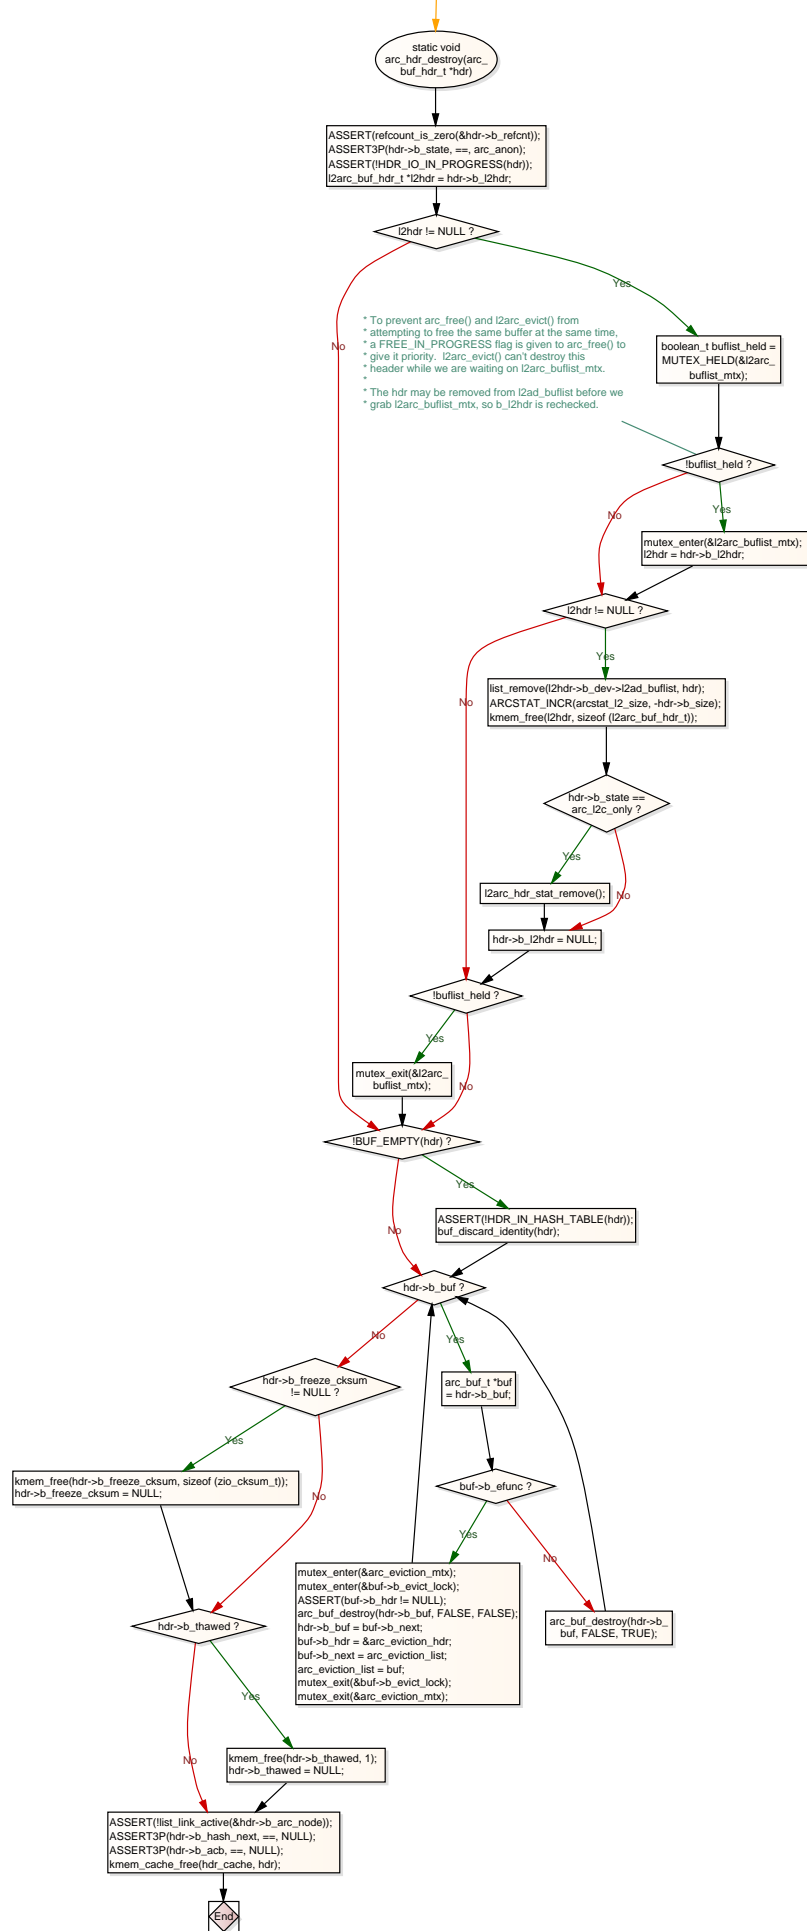 static void
arc_hdr_destroy(arc_
buf_hdr_t *hdr)
ASSERT(refcount_is_zero(&hdr->b_refcnt));
ASSERT3P(hdr->b_state, ==, arc_anon);
ASSERT(!HDR_IO_IN_PROGRESS(hdr));
l2arc_buf_hdr_t *l2hdr = hdr->b_l2hdr;
l2hdr != NULL ?
Yes
No
* To prevent arc_free() and l2arc_evict() from
* attempting to free the same buffer at the same time,
* a FREE_IN_PROGRESS flag is given to arc_free() to
* give it priority.  l2arc_evict() can't destroy this
* header while we are waiting on l2arc_buflist_mtx.
*
* The hdr may be removed from l2ad_buflist before we
* grab l2arc_buflist_mtx, so b_l2hdr is rechecked.
boolean_t buflist_held =
MUTEX_HELD(&l2arc_
buflist_mtx);
!buflist_held ?
Yes
No
mutex_enter(&l2arc_buflist_mtx);
l2hdr = hdr->b_l2hdr;
l2hdr != NULL ?
Yes
No
list_remove(l2hdr->b_dev->l2ad_buflist, hdr);
ARCSTAT_INCR(arcstat_l2_size, -hdr->b_size);
kmem_free(l2hdr, sizeof (l2arc_buf_hdr_t));
hdr->b_state ==
arc_l2c_only ?
Yes
No
l2arc_hdr_stat_remove();
hdr->b_l2hdr = NULL;
!buflist_held ?
Yes
No
mutex_exit(&l2arc_
buflist_mtx);
!BUF_EMPTY(hdr) ?
Yes
No
ASSERT(!HDR_IN_HASH_TABLE(hdr));
buf_discard_identity(hdr);
hdr->b_buf ?
No
Yes
hdr->b_freeze_cksum
!= NULL ?
arc_buf_t *buf
= hdr->b_buf;
Yes
No
kmem_free(hdr->b_freeze_cksum, sizeof (zio_cksum_t));
hdr->b_freeze_cksum = NULL;
buf->b_efunc ?
Yes
No
mutex_enter(&arc_eviction_mtx);
mutex_enter(&buf->b_evict_lock);
ASSERT(buf->b_hdr != NULL);
arc_buf_destroy(hdr->b_buf, FALSE, FALSE);
hdr->b_buf = buf->b_next;
buf->b_hdr = &arc_eviction_hdr;
buf->b_next = arc_eviction_list;
arc_eviction_list = buf;
mutex_exit(&buf->b_evict_lock);
mutex_exit(&arc_eviction_mtx);
arc_buf_destroy(hdr->b_
buf, FALSE, TRUE);
hdr->b_thawed ?
Yes
No
kmem_free(hdr->b_thawed, 1);
hdr->b_thawed = NULL;
ASSERT(!list_link_active(&hdr->b_arc_node));
ASSERT3P(hdr->b_hash_next, ==, NULL);
ASSERT3P(hdr->b_acb, ==, NULL);
kmem_cache_free(hdr_cache, hdr);
End